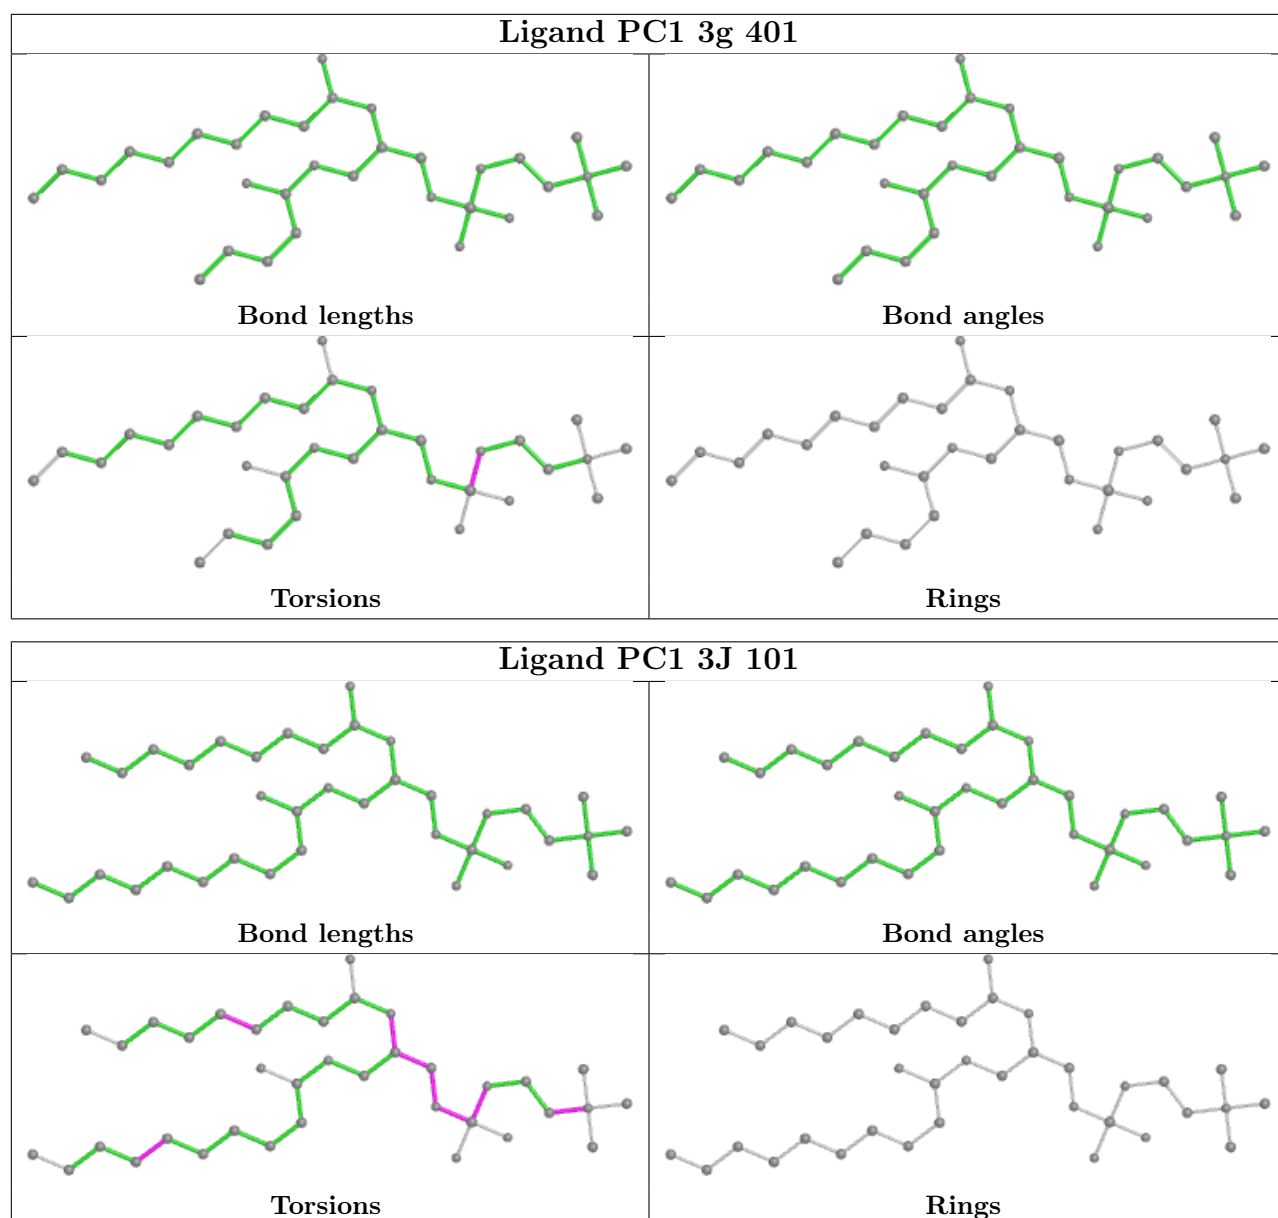 Ligand PC1 3g 401
Bond lengths
Bond angles
Torsions
Rings
Ligand PC1 3J 101
Bond lengths
Bond angles
Torsions
Rings